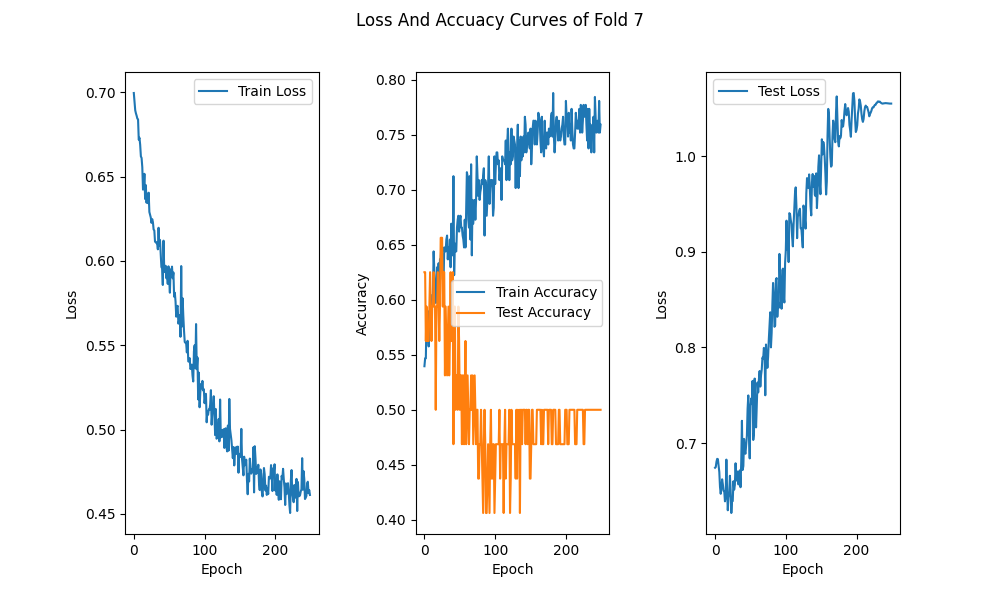 Loss And Accuacy Curves of Fold 7
Train Loss
0.70
0.65
0.60
0.55
0.50
0.45
Loss
0
100
200
Epoch
0.80
0.75
0.70
0.65
0.60
0.55
0.50
0.45
0.40
Accuracy
Train Accuracy
Test Accuracy
0
100
200
Epoch
Test Loss
1.0
0.9
0.8
0.7
Loss
0
100
200
Epoch